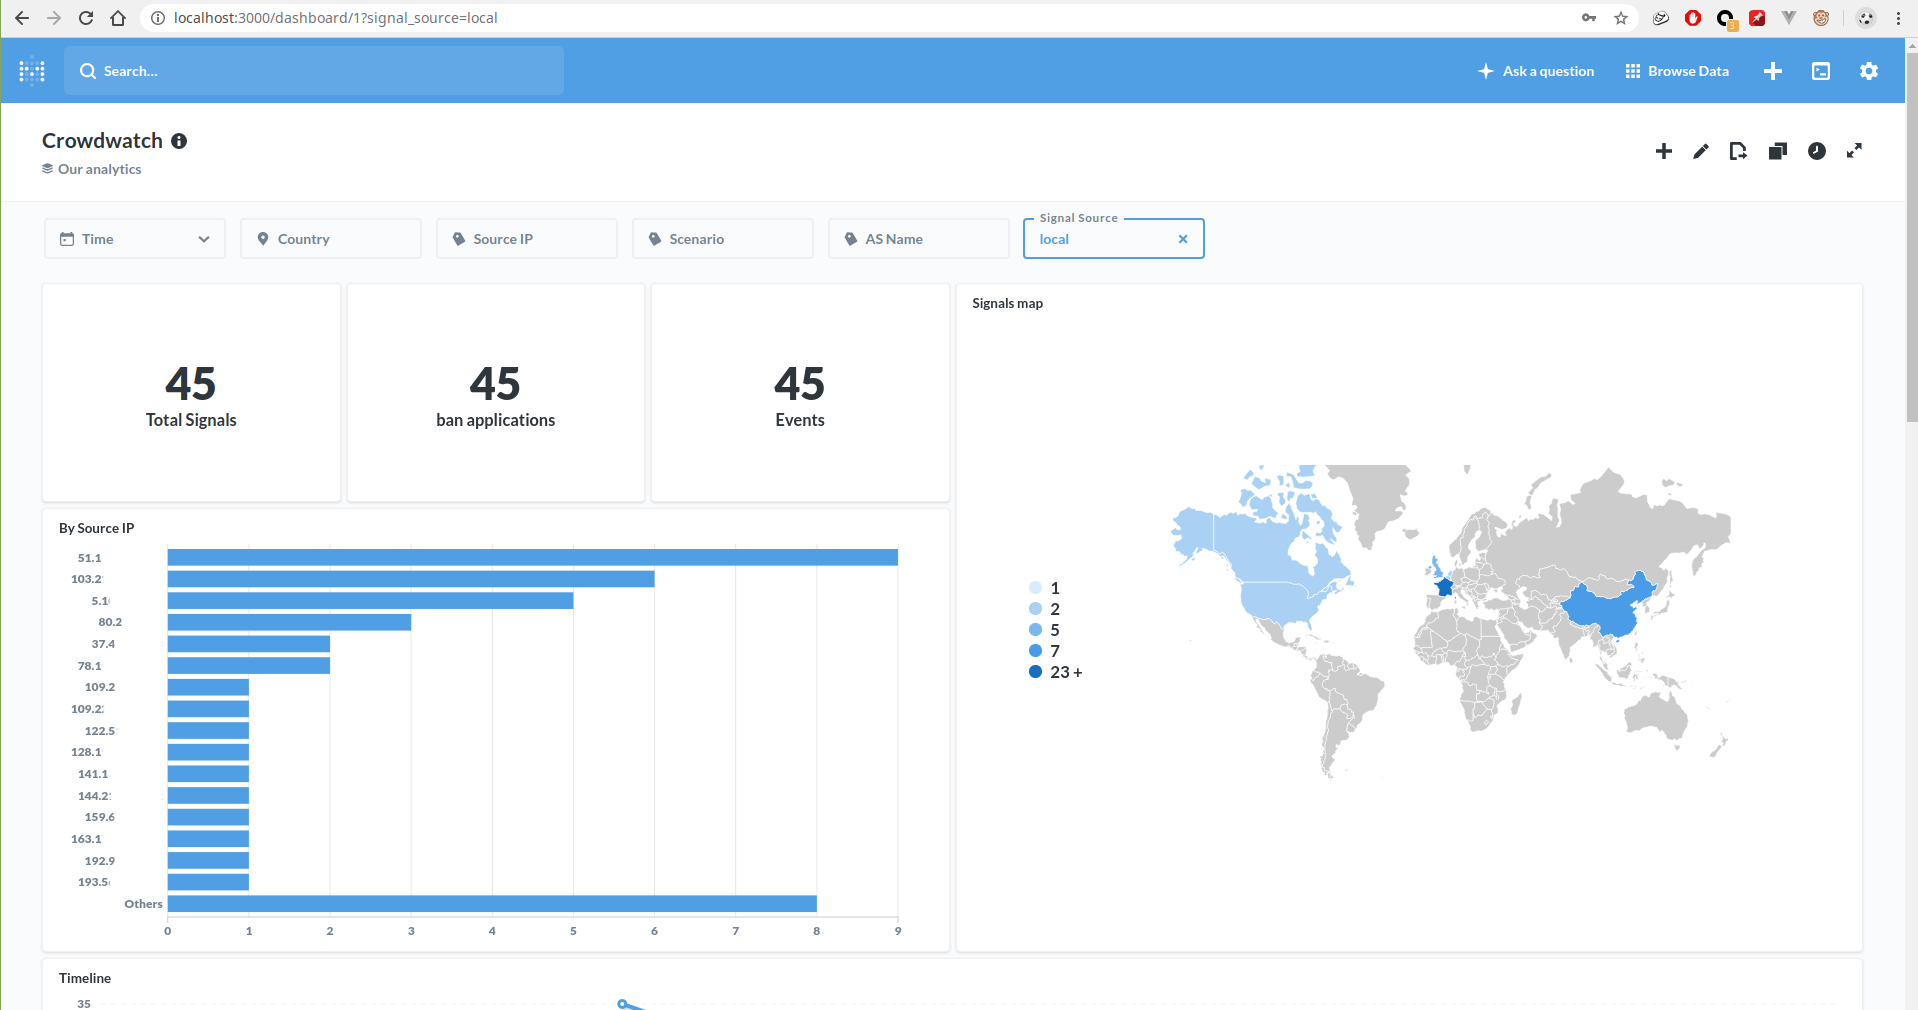 localhost:3000/dashboard/1?signal_source=local
3
Search...
Ask a question
Browse Data
Crowdwatch
Our analytics
Time
Country
Source IP
Scenario
AS Name
Signal Source
local
45
Total Signals
45
ban applications
45
Events
Signals map
1
2
5
7
23 +
By Source IP
51.1
103.2
5.1
80.2
37.4
78.1
109.2
109.2
122.5
128.1
141.1
144.2
159.6
163.1
192.9
193.5
Others
0 1 2 3 4 5 6 7 8 9
Timeline
35